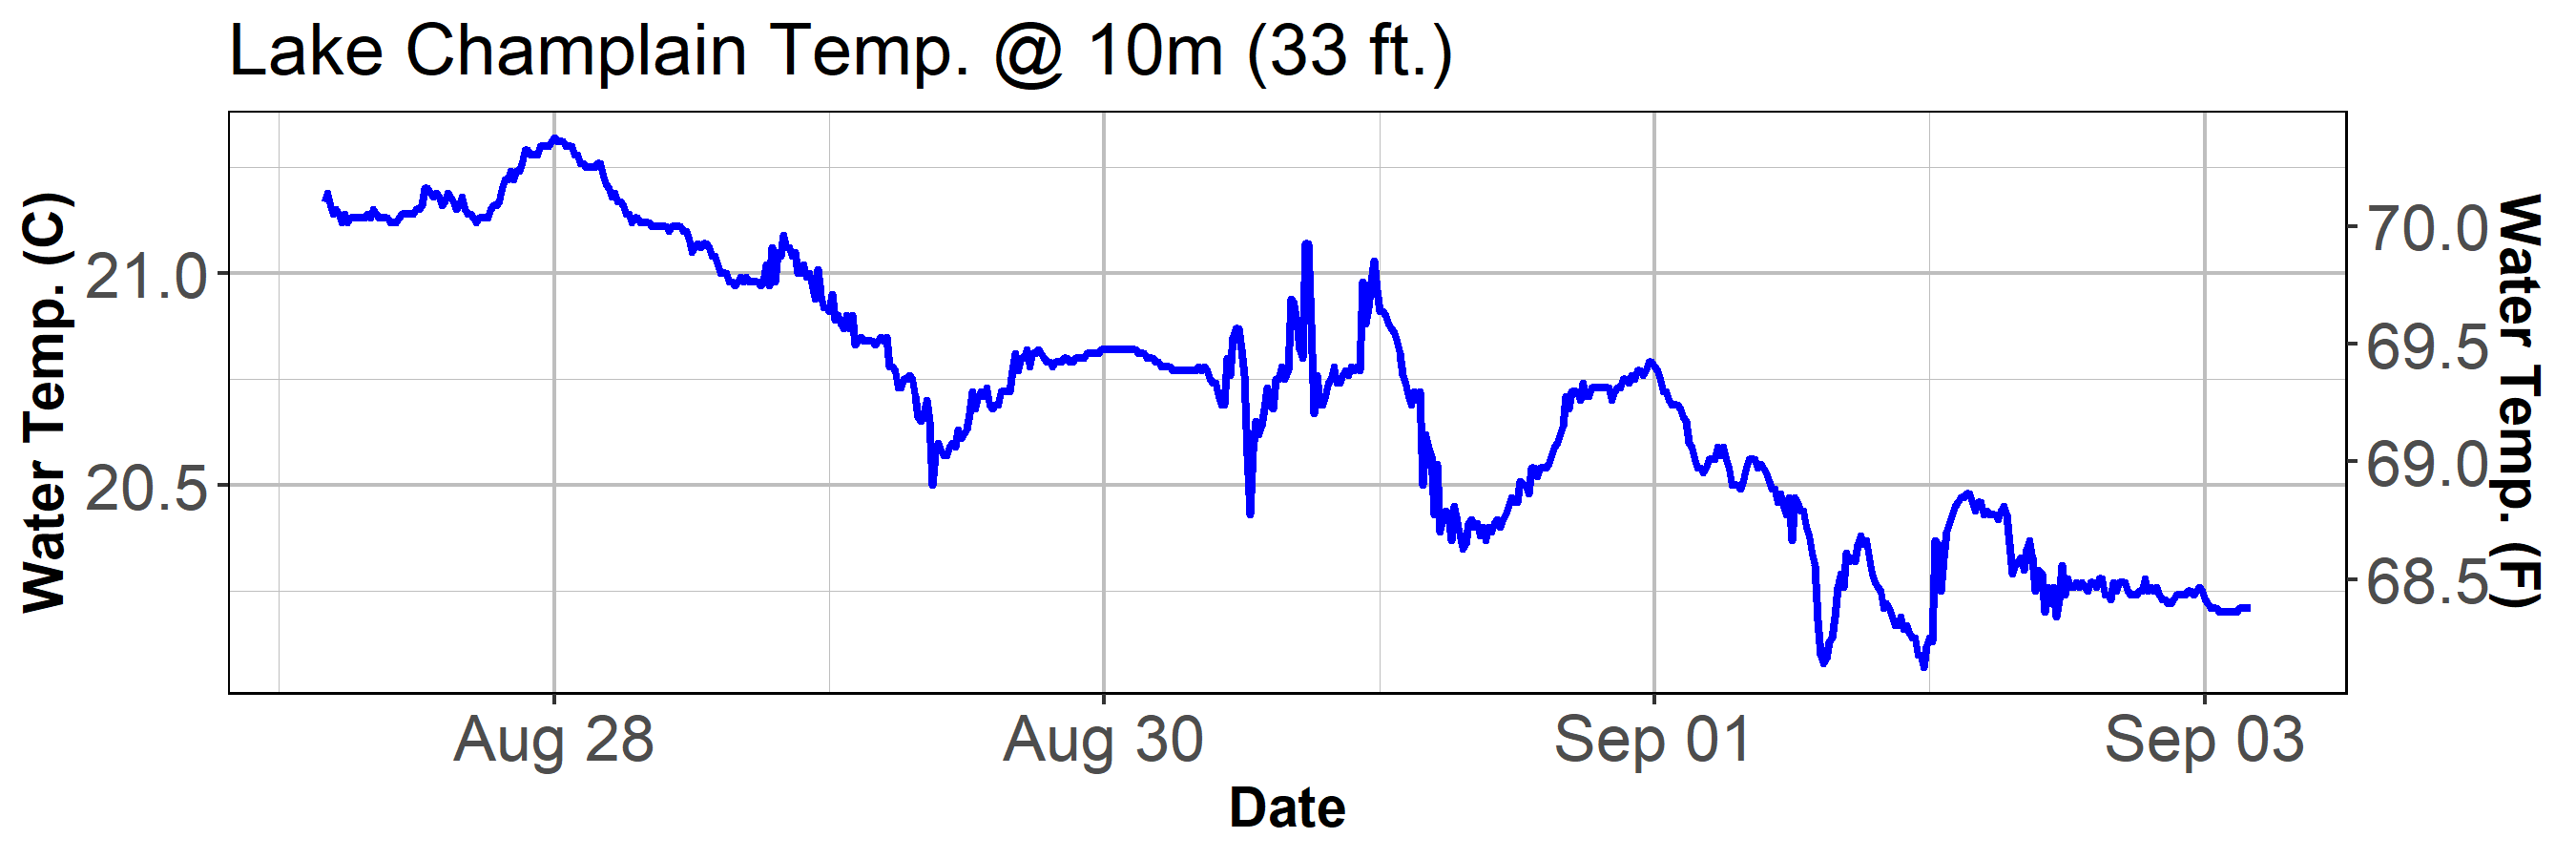 Lake Champlain Temp. @ 10m (33 ft.)
Water Temp. (C)
21.0
20.5
70.0
69.5
69.0
68.5
Water Temp. (F)
Aug 28
Aug 30
Sep 01
Sep 03
Date